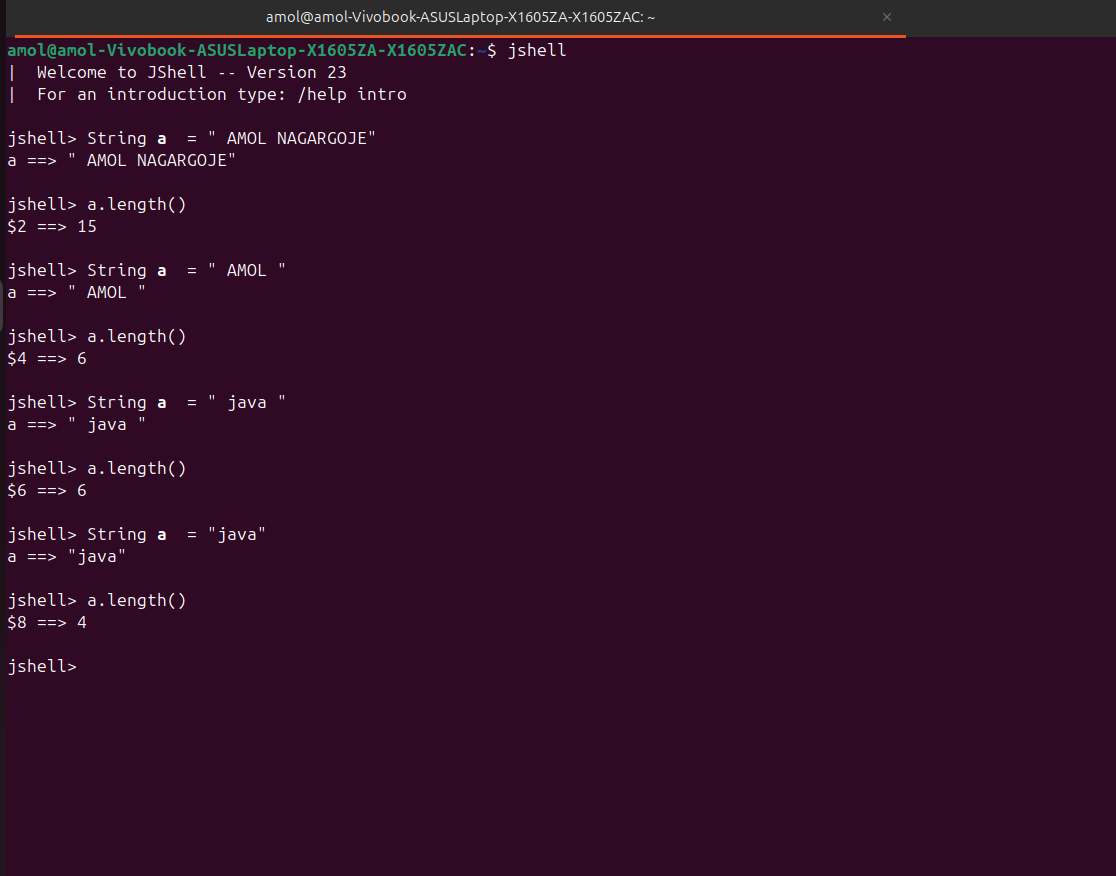 amol@amol-Vivobook-ASUSLaptop-X1605ZA-X1605ZAC: ~ ×
amol@amol-Vivobook-ASUSLaptop-X1605ZA-X1605ZAC:~$ jshell
|  Welcome to JShell -- Version 23
|  For an introduction type: /help intro

jshell> String a  = " AMOL NAGARGOJE"
a ==> " AMOL NAGARGOJE"

jshell> a.length()
$2 ==> 15

jshell> String a  = " AMOL "
a ==> " AMOL "

jshell> a.length()
$4 ==> 6

jshell> String a  = " java "
a ==> " java "

jshell> a.length()
$6 ==> 6

jshell> String a  = "java"
a ==> "java"

jshell> a.length()
$8 ==> 4

jshell>